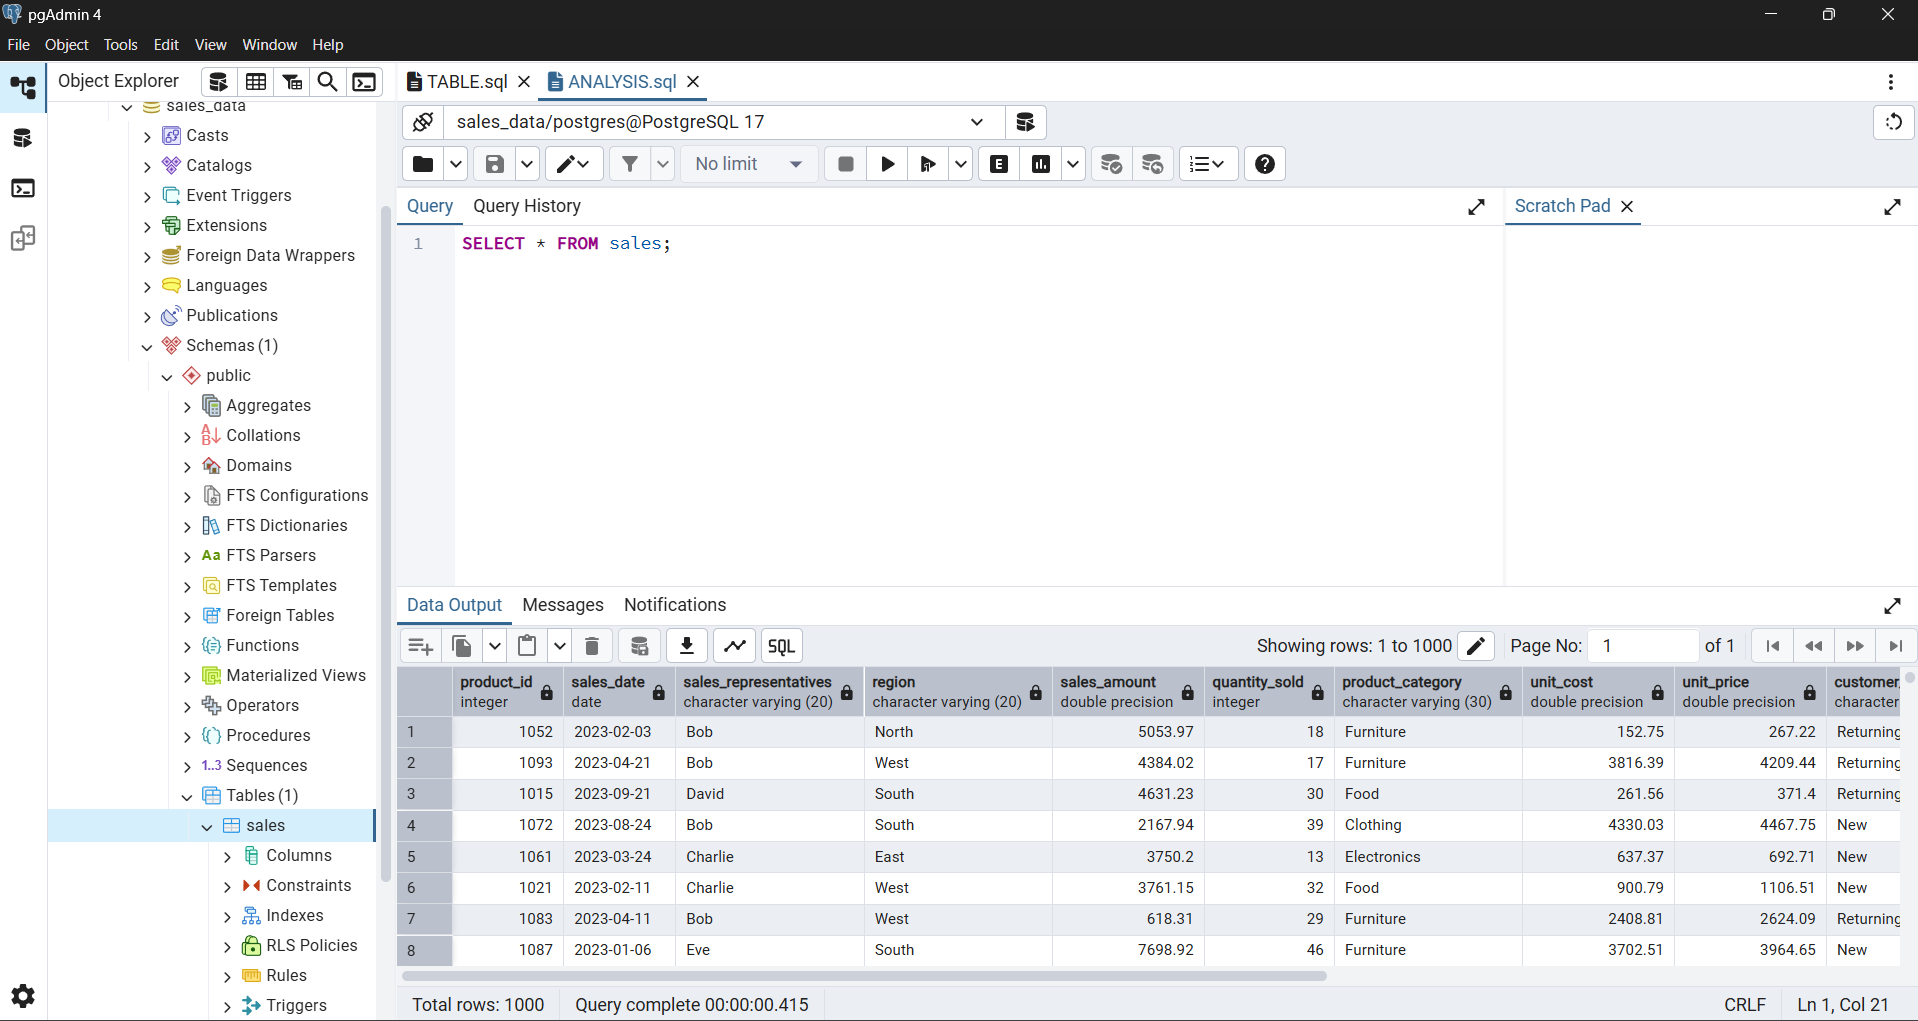 pgAdmin 4
File Object Tools Edit View Window Help
Object Explorer
TABLE.sql
ANALYSIS.sql
sales_data
sales_data/postgres@PostgreSQL 17
Casts
Catalogs
Event Triggers
Extensions
Foreign Data Wrappers
Languages
Publications
Schemas (1)
public
Aggregates
Collations
Domains
FTS Configurations
FTS Dictionaries
Aa FTS Parsers
FTS Templates
Foreign Tables
Functions
Materialized Views
Operators
Procedures
1..3 Sequences
Tables (1)
sales
Columns
Constraints
Indexes
RLS Policies
Rules
Triggers
No limit
E
Query Query History
Scratch Pad
1 SELECT * FROM sales;
Data Output Messages Notifications
SQL
Showing rows: 1 to 1000
Page No: 1 of 1
product_id sales_date sales_representatives region sales_amount quantity_sold product_category unit_cost unit_price customer_
integer date character varying (20) character varying (20) double precision integer character varying (30) double precision double precision character
1 1052 2023-02-03 Bob North 5053.97 18 Furniture 152.75 267.22 Returning
2 1093 2023-04-21 Bob West 4384.02 17 Furniture 3816.39 4209.44 Returning
3 1015 2023-09-21 David South 4631.23 30 Food 261.56 371.4 Returning
4 1072 2023-08-24 Bob South 2167.94 39 Clothing 4330.03 4467.75 New
5 1061 2023-03-24 Charlie East 3750.2 13 Electronics 637.37 692.71 New
6 1021 2023-02-11 Charlie West 3761.15 32 Food 900.79 1106.51 New
7 1083 2023-04-11 Bob West 618.31 29 Furniture 2408.81 2624.09 Returning
8 1087 2023-01-06 Eve South 7698.92 46 Furniture 3702.51 3964.65 New
Total rows: 1000 Query complete 00:00:00.415
CRLF Ln 1, Col 21